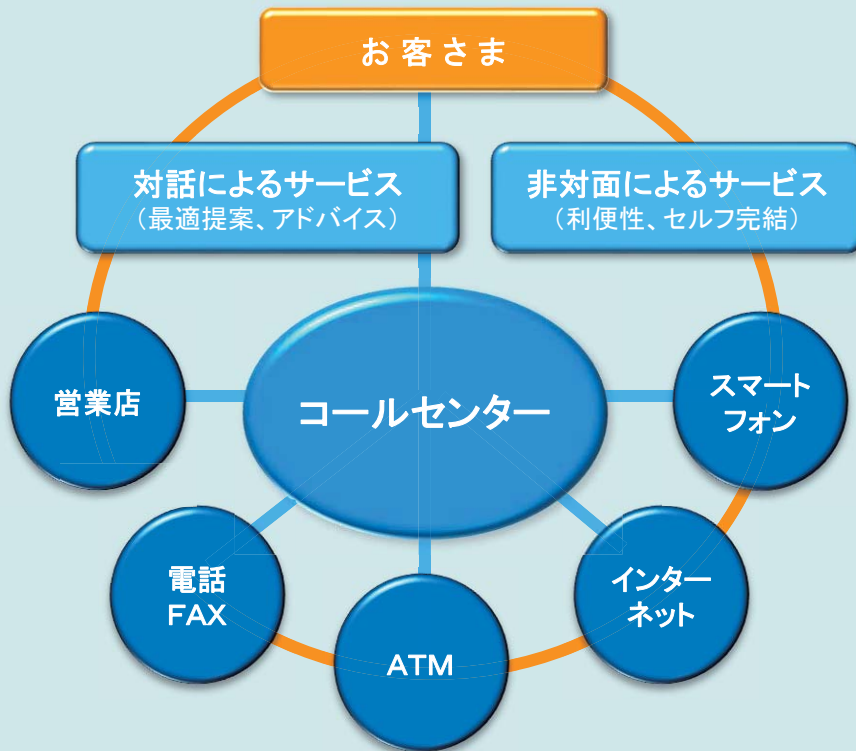 お客さま
対話によるサービス
（最適提案、アドバイス）
非対面によるサービス
（利便性、セルフ完結）
コールセンター
営業店
スマート
フォン
電話
FAX
インター
ネット
ATM